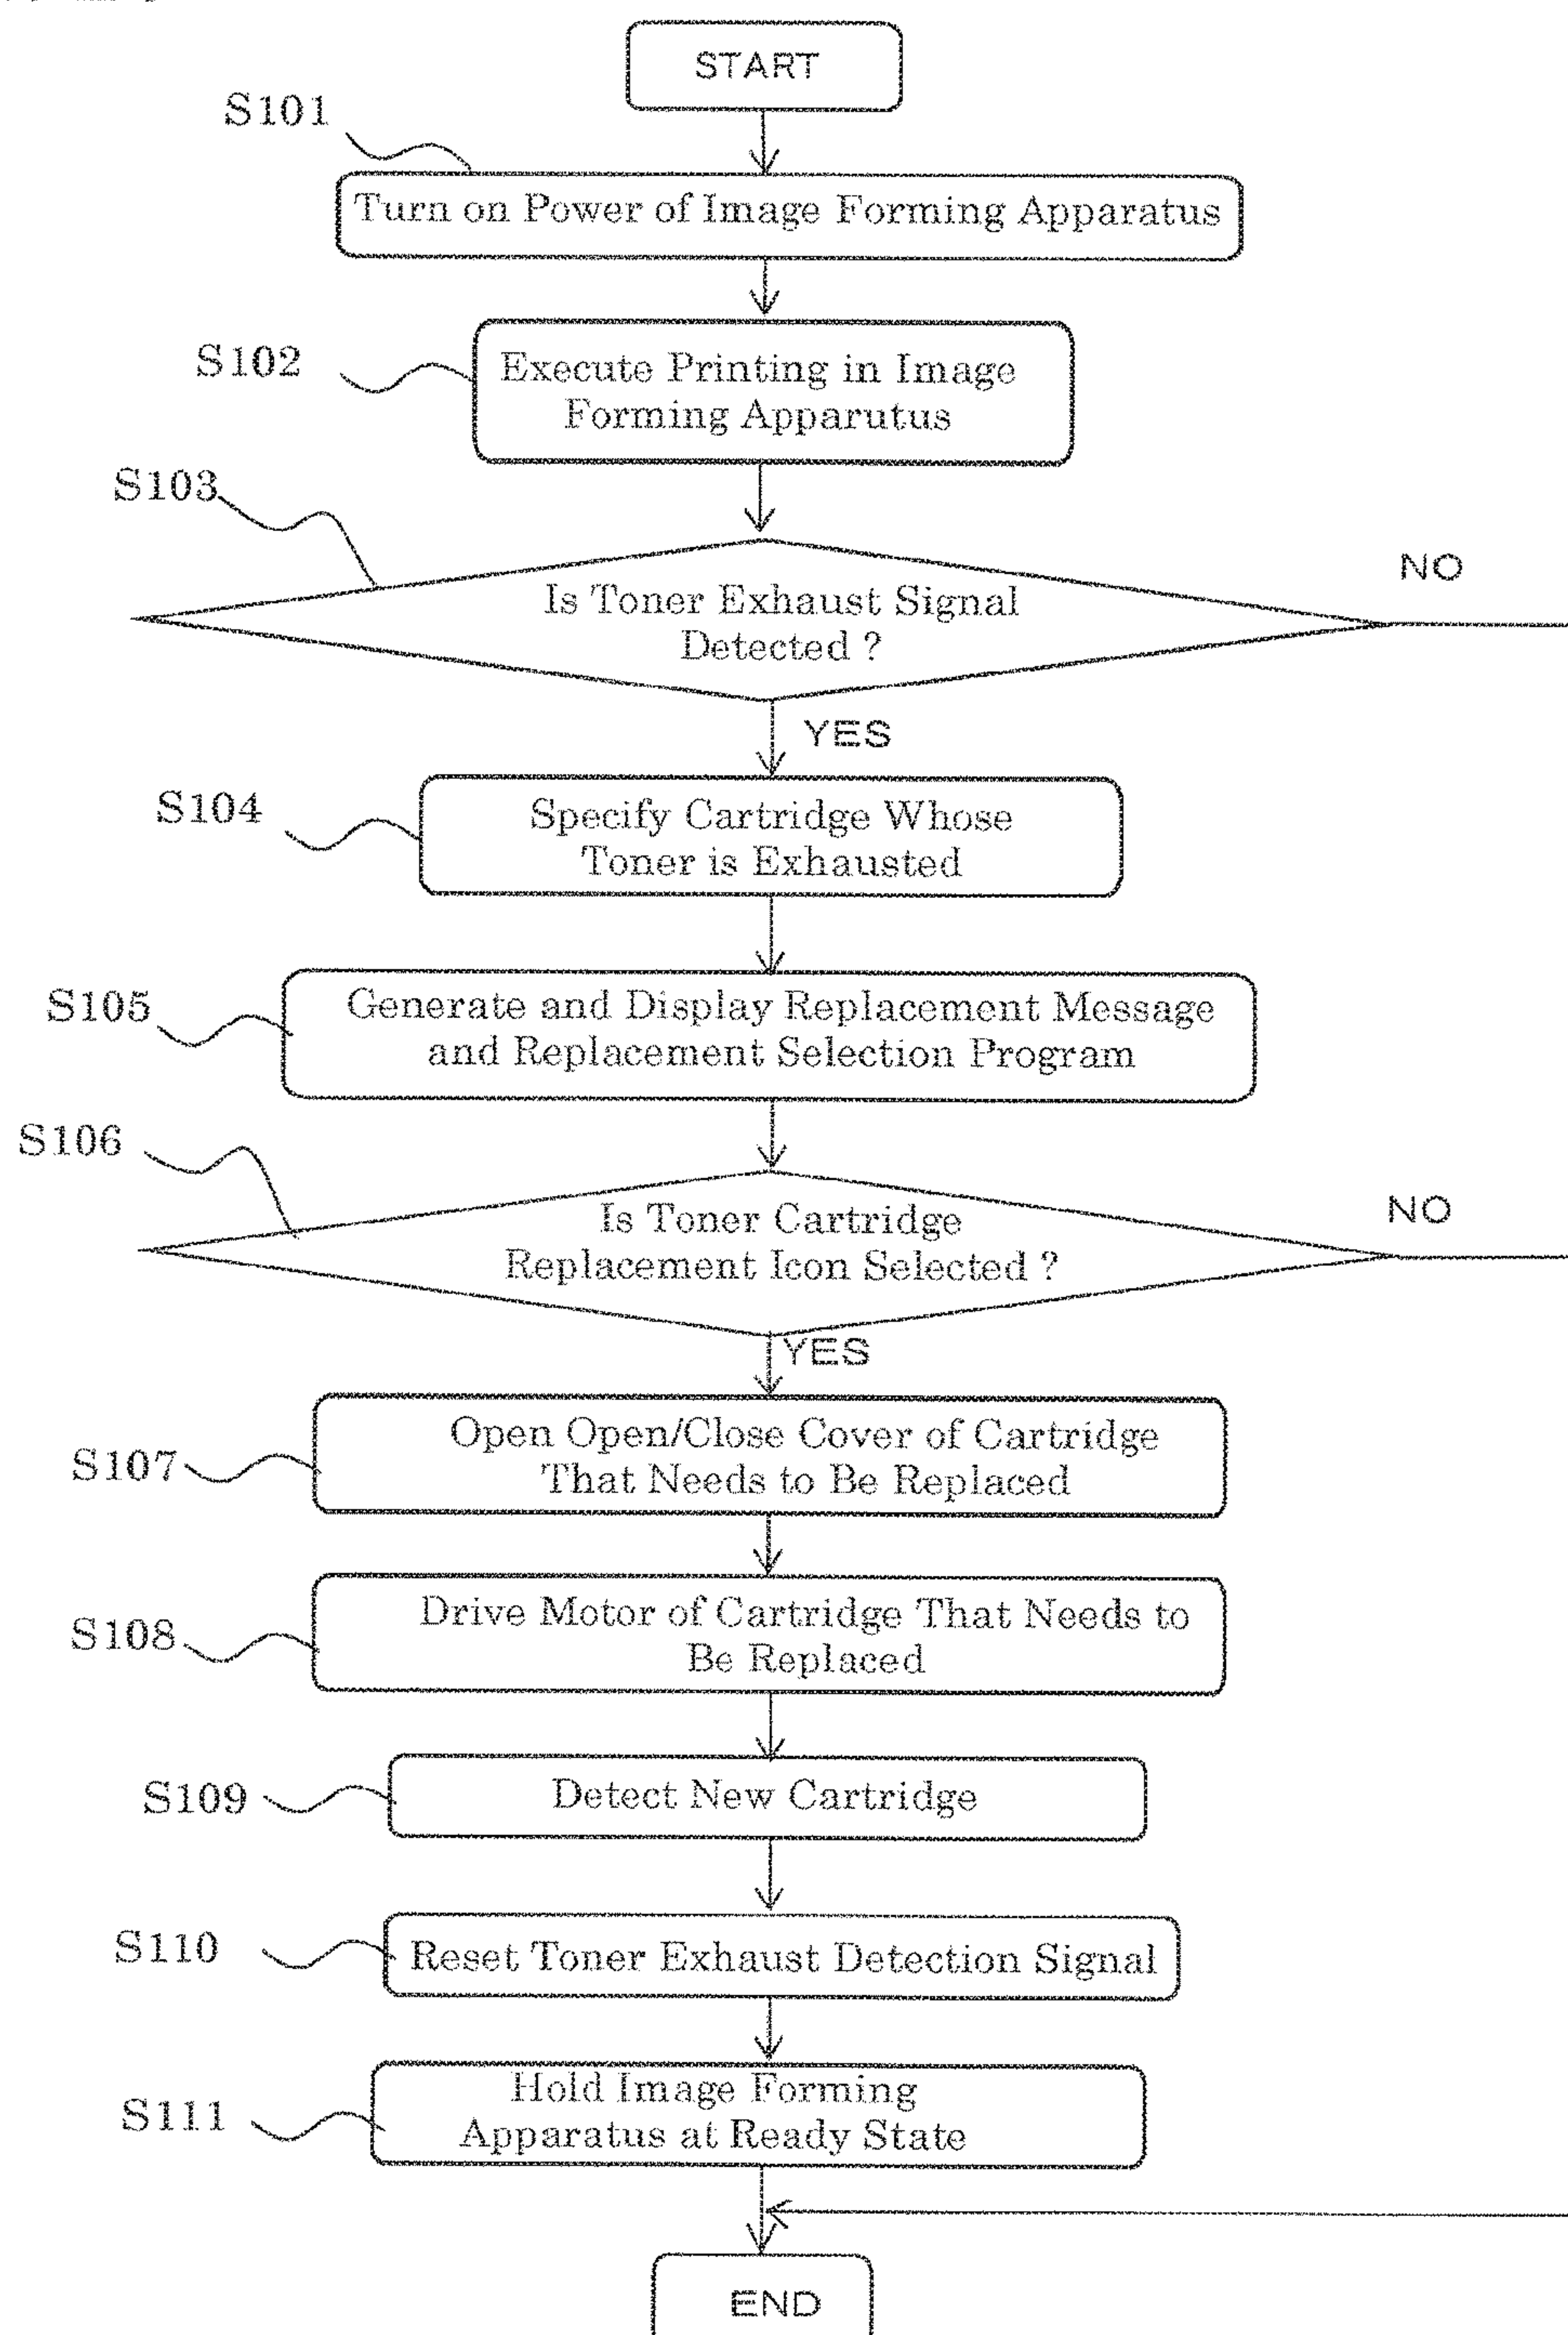 START
S101
Turn on Power of Image Forming Apparatus
S102
Execute Printing in Image
Forming Apparutus
S103
NO
Is Toner Exhaust Signal
Detected ?
YES
S104
Specify Cartridge Whose
Toner is Exhausted
S105
Generate and Display Replacement Message
and Replacement Selection Program
S106
NO
Is Toner Cartridge
Replacement Icon Selected ?
YES
S107
Open Open/Close Cover of Cartridge
That Needs to Be Replaced
S108
Drive Motor of Cartridge That Needs to
Be Replaced
S109
Detect New Cartridge
S110
Reset Toner Exhaust Detection Signal
S111
Hold Image Forming
Apparatus at Ready State
END